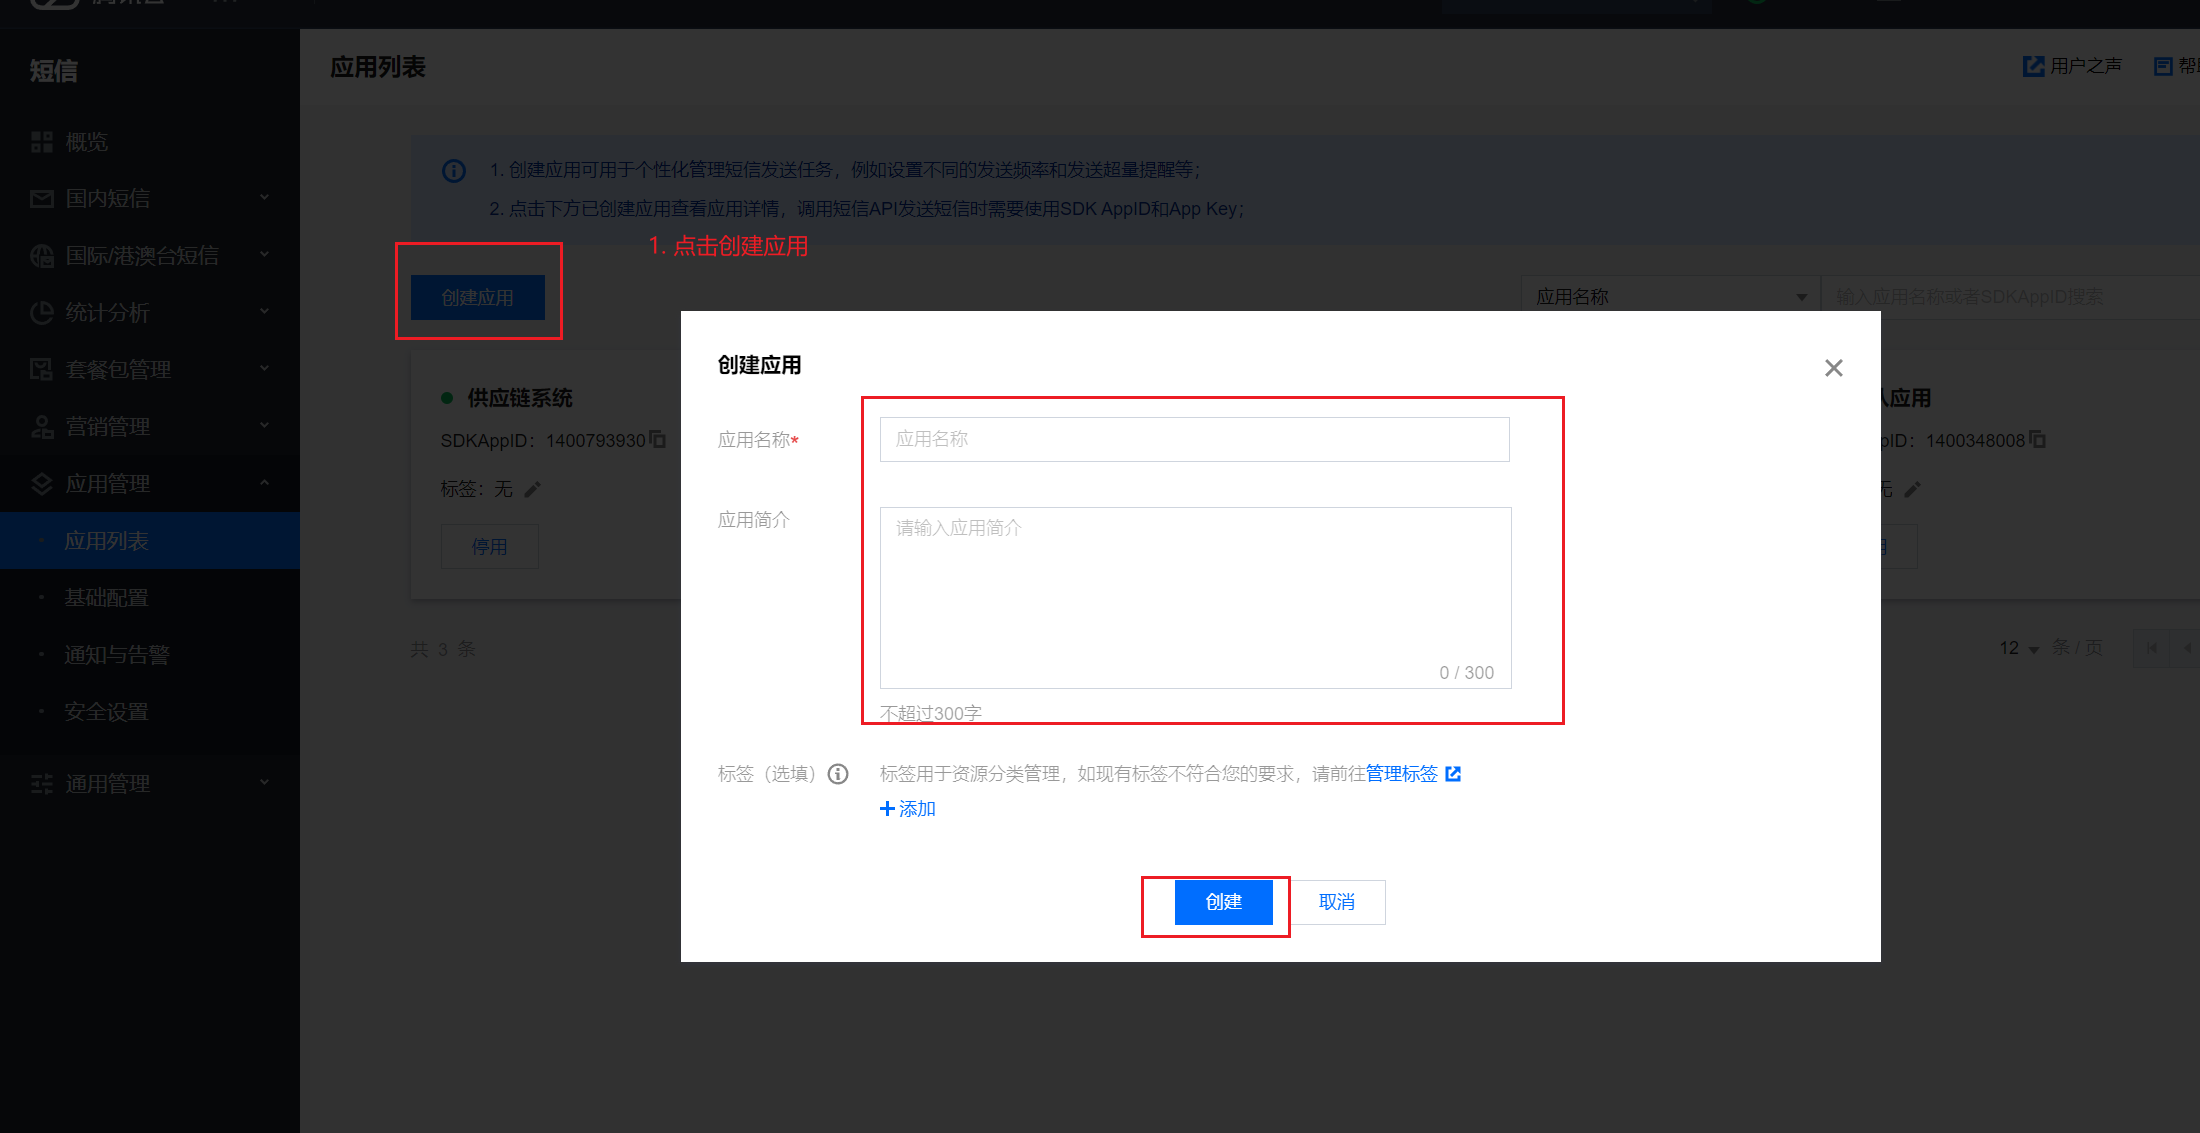 短信
概览
国内短信
国际/港澳台短信
统计分析
套餐包管理
营销管理
应用管理
应用列表
基础配置
通知与告警
安全设置
通用管理
应用列表
用户之声
1. 创建应用可用于个性化管理短信发送任务，例如设置不同的发送频率和发送超量提醒等；
2. 点击下方已创建应用查看应用详情，调用短信API发送短信时需要使用SDK AppID和App Key；
1. 点击创建应用
创建应用
应用名称
输入应用名称或者SDKAppID搜索
供应链系统
SDKAppID：1400793930
标签：无
停用
应用
pID：1400348008
无
共 3 条
12 条 / 页
创建应用
应用名称*
应用名称
应用简介
请输入应用简介
0 / 300
不超过300字
标签（选填）
标签用于资源分类管理，如现有标签不符合您的要求，请前往管理标签
添加
创建
取消